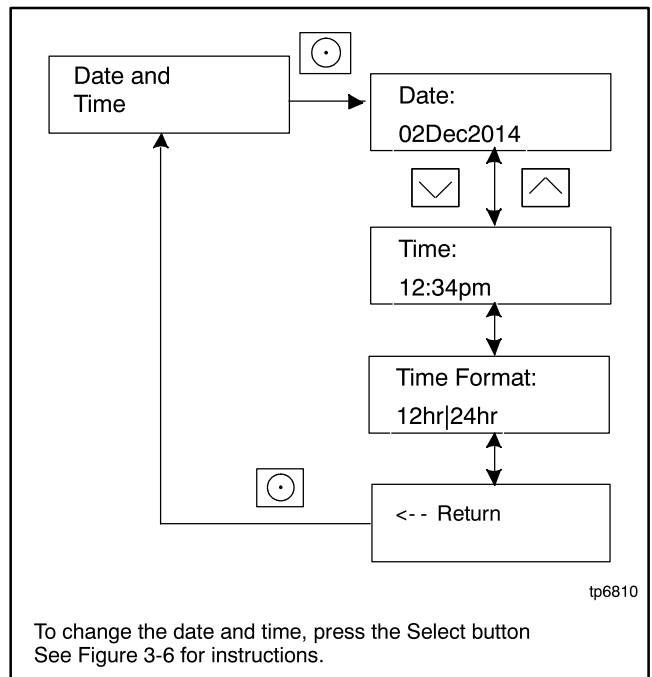 Date and
Time
Date:
02Dec2014
Time:
12:34pm
Time Format:
12hr|24hr
<-- Return
tp6810
To change the date and time, press the Select button
See Figure 3-6 for instructions.